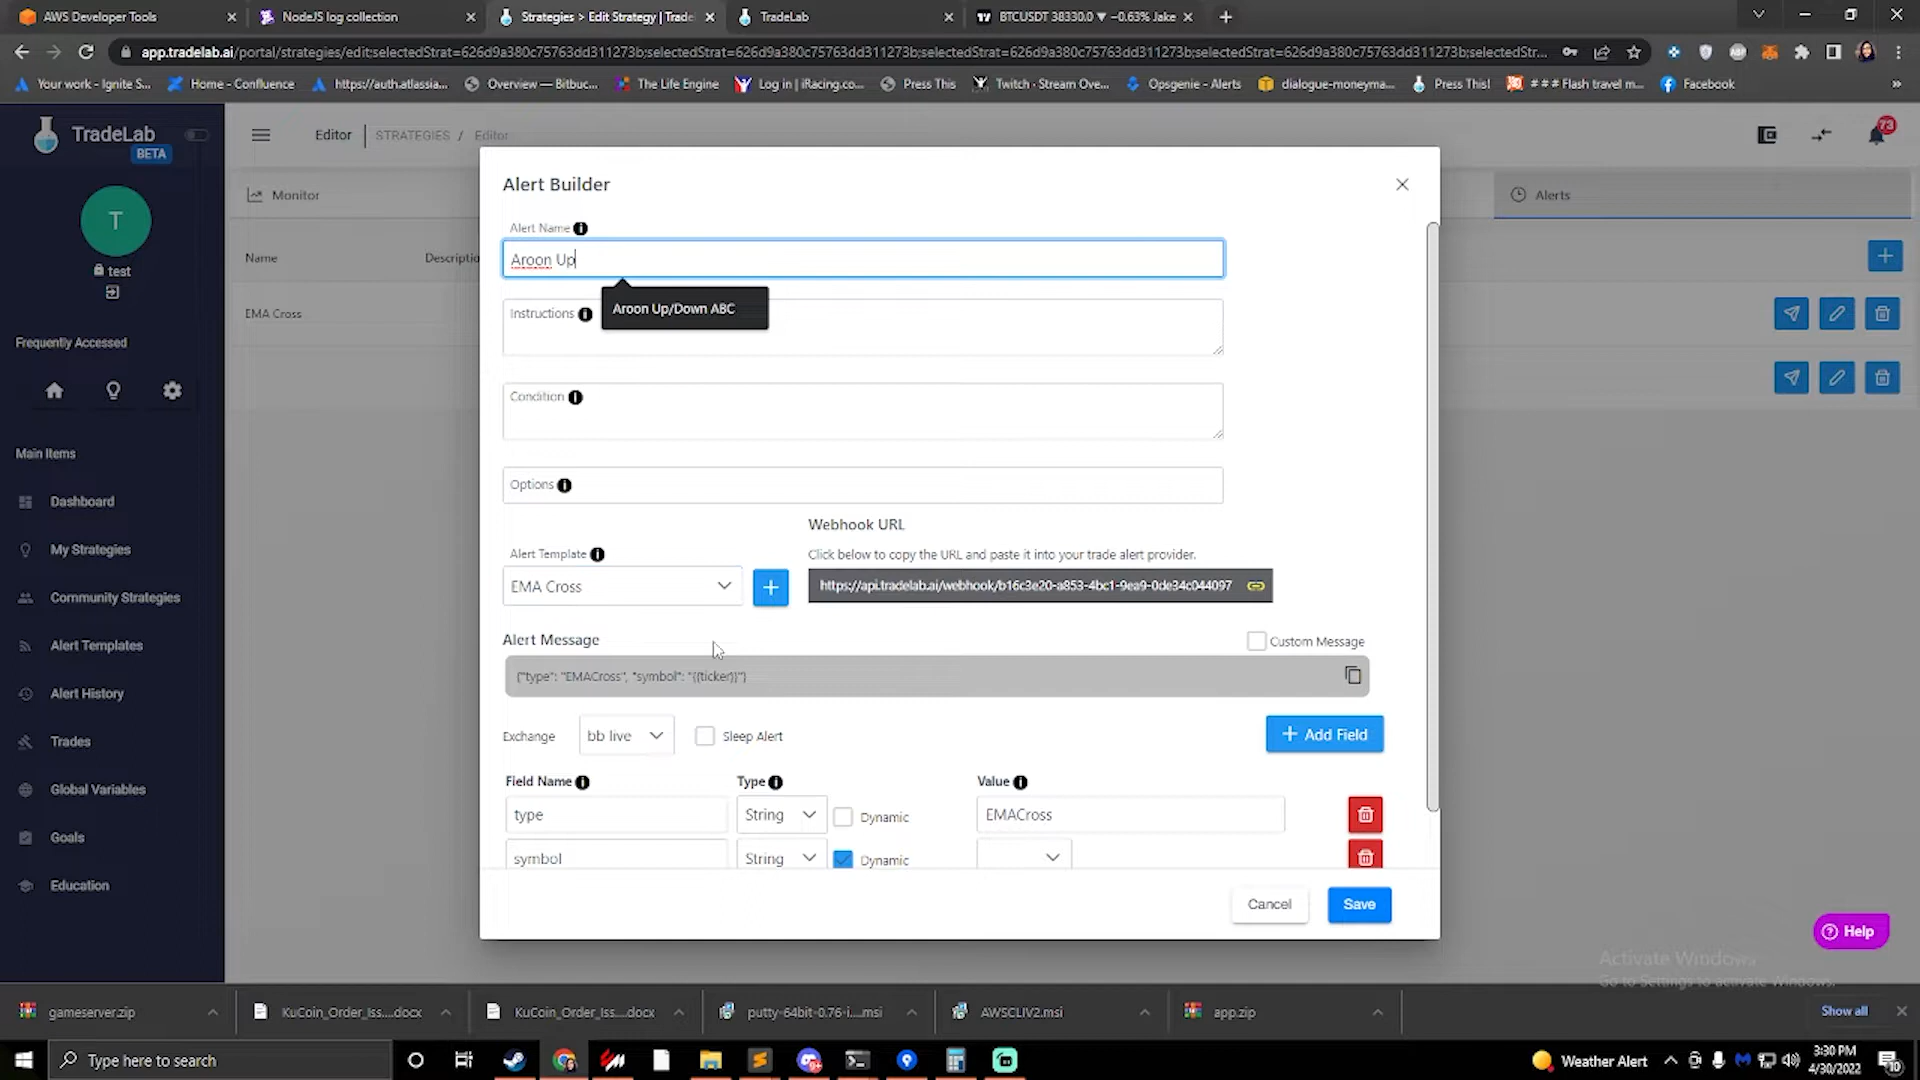 AWS Developer Tools
NodeJS log collection
Strategies > Edit Strategy | Trade
TradeLab
BTCUSDT 38330.0 ▼ −0.63% Jake
app.tradelab.ai/portal/strategies/edit;selectedStrat=626d9a380c75763dd311273b;selectedStrat=626d9a380c75763dd311273b;selectedStrat=626d9a380c75763dd311273b;selectedStr...
Your work - Ignite S...
Home - Confluence
https://auth.atlassia...
Overview — Bitbuc...
The Life Engine
Log in | iRacing.co...
Press This
Twitch - Stream Ove...
Opsgenie - Alerts
dialogue-moneyma...
Press This!
# # # Flash travel m...
Facebook
TradeLab
BETA
T
test
Frequently Accessed
Main Items
Dashboard
My Strategies
Community Strategies
Alert Templates
Alert History
Trades
Global Variables
Goals
Education
Editor
STRATEGIES / Editor
73
Monitor
Alerts
Name
Descriptio
EMA Cross
Alert Builder
Alert Name
Aroon Up
Aroon Up/Down ABC
Instructions
Condition
Options
Alert Template
EMA Cross
Webhook URL
Click below to copy the URL and paste it into your trade alert provider.
https://api.tradelab.ai/webhook/b16c3e20-a853-4bc1-9ea9-0de34c044097
Alert Message
Custom Message
{"type": "EMACross", "symbol": "{{ticker}}"}
Exchange
bb live
Sleep Alert
+ Add Field
Field Name
Type
Value
type
String
Dynamic
EMACross
symbol
String
Dynamic
Cancel
Save
Help
Activate Windows
Go to Settings to activate Windows.
gameserver.zip
KuCoin_Order_Iss....docx
KuCoin_Order_Iss....docx
putty-64bit-0.76-i....msi
AWSCLIV2.msi
app.zip
Show all
Type here to search
Weather Alert
3:30 PM
4/30/2022
10